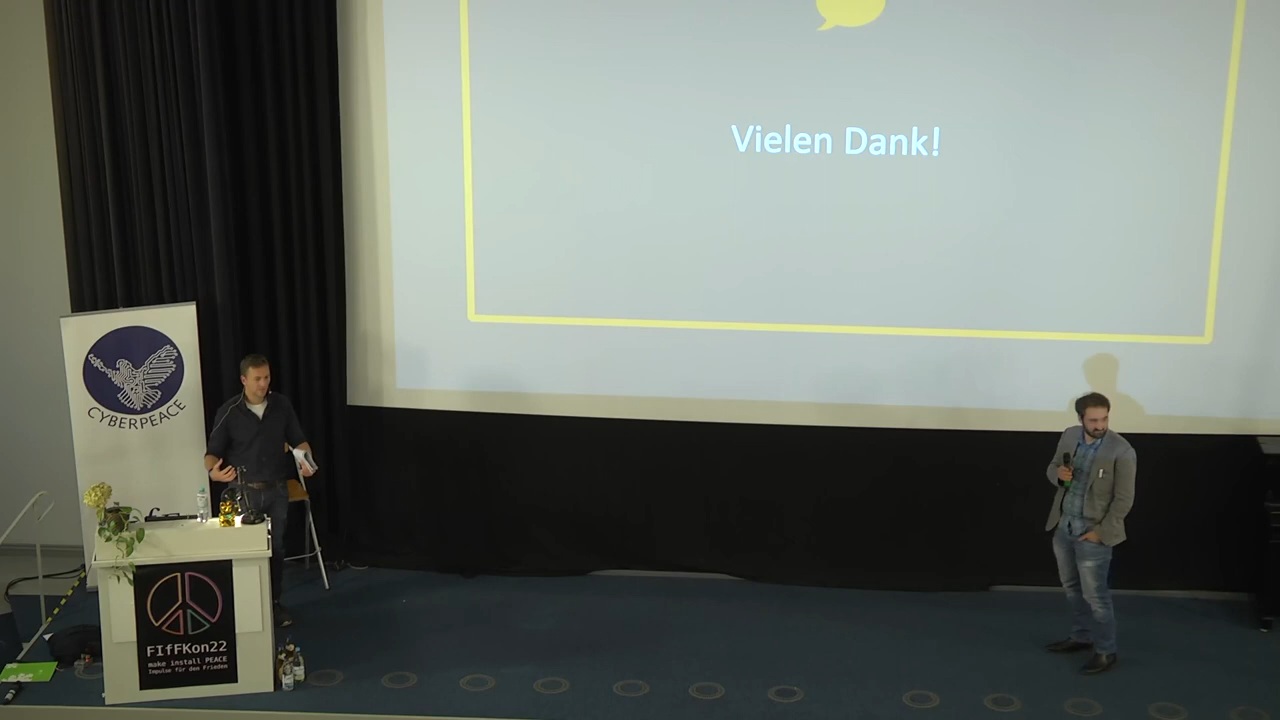 Vielen Dank!
CYBERPEACE
FIfFKon22
make install PEACE
Impulse für den Frieden